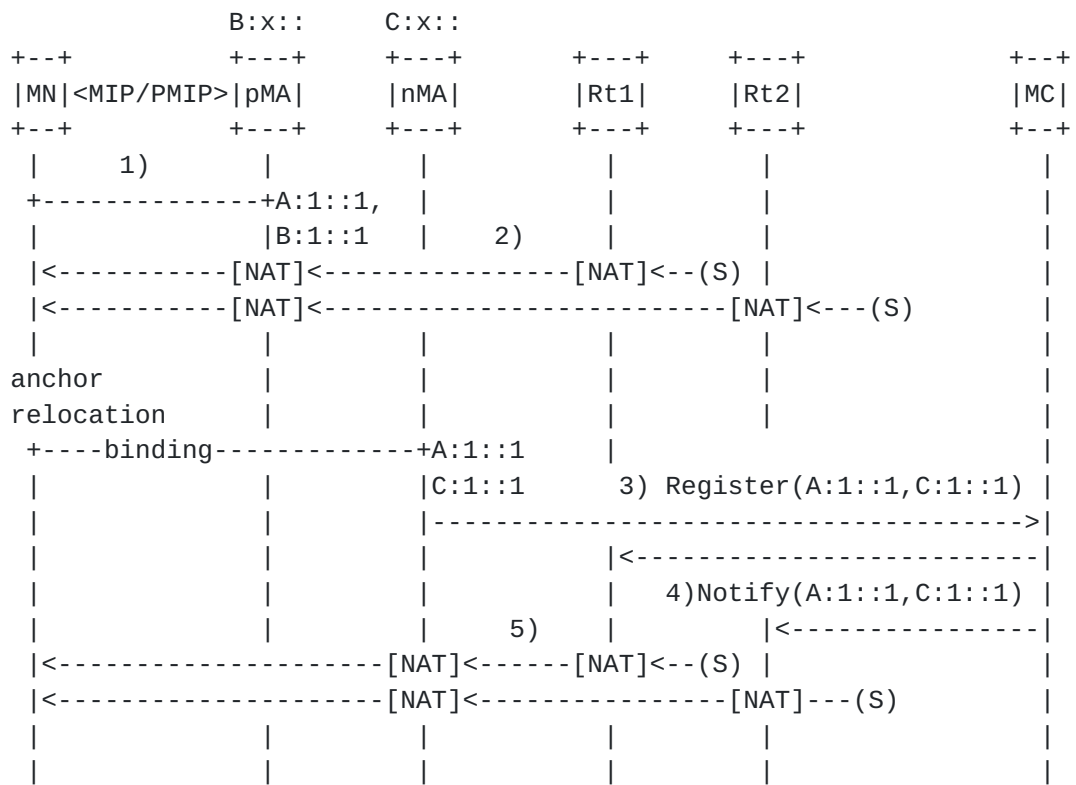 B:x::     C:x::
+--+            +---+     +---+       +---+     +---+             +--+
|MN|<MIP/PMIP>|pMA|     |nMA|       |Rt1|     |Rt2|             |MC|
+--+            +---+     +---+       +---+     +---+             +--+
 |     1)       |         |           |         |                 |
 +--------------+A:1::1,  |           |         |                 |
 |              |B:1::1   |    2)     |         |                 |
 |<-----------[NAT]<----------------[NAT]<--(S) |                 |
 |<-----------[NAT]<--------------------------[NAT]<---(S)        |
 |              |         |           |         |                 |
anchor          |         |           |         |                 |
relocation      |         |           |         |                 |
 +----binding-------------+A:1::1     |                           |
 |              |         |C:1::1      3) Register(A:1::1,C:1::1) |
 |              |         |-------------------------------------->|
 |              |         |           |<--------------------------|
 |              |         |           |   4)Notify(A:1::1,C:1::1) |
 |              |         |     5)    |         |<----------------|
 |<---------------------[NAT]<------[NAT]<--(S) |                 |
 |<---------------------[NAT]<----------------[NAT]---(S)         |
 |              |         |           |         |                 |
 |              |         |           |         |                 |